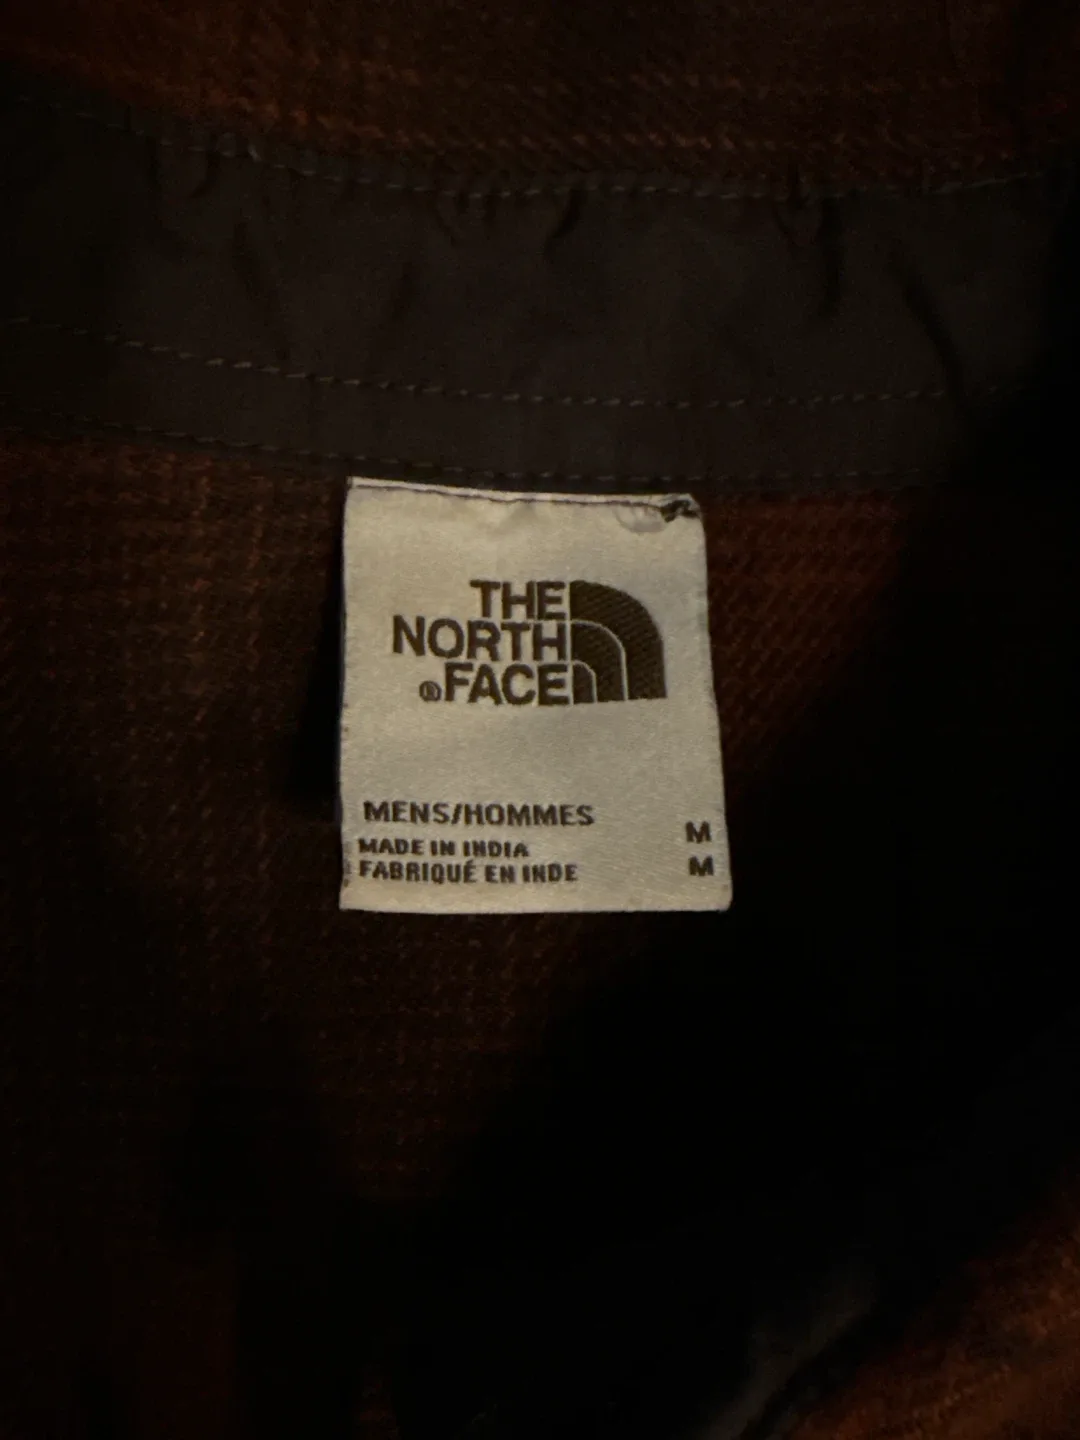 THE
NORTH
®FACE
MENS/HOMMES
M
MADE IN INDIA
FABRIQUÉ EN INDE
M